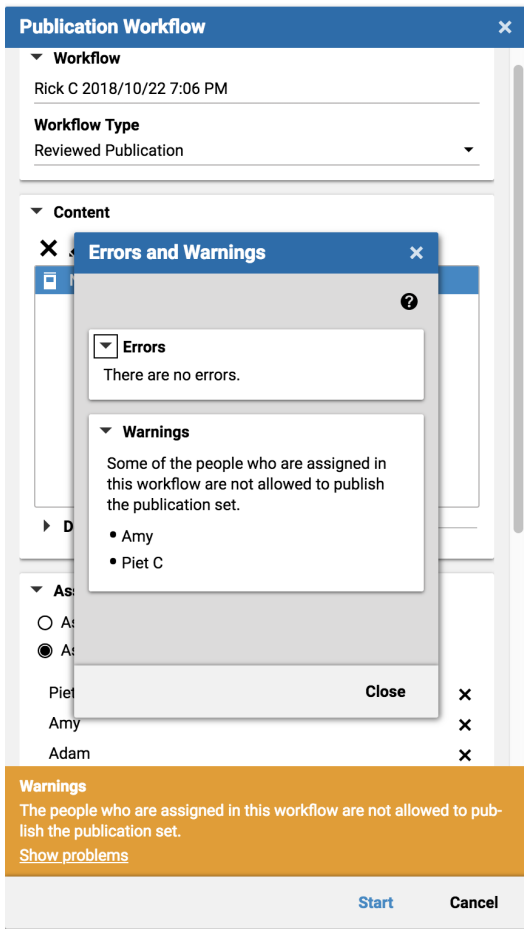 Publication Workflow
Workflow
Rick C 2018/10/22 7:06 PM
Workflow Type
Reviewed Publication
Content
Errors and Warnings
Errors
There are no errors.
Warnings
Some of the people who are assigned in
this workflow are not allowed to publish
the publication set.
• Amy
• Piet C
Close
Piet
Amy
Adam
Warnings
The people who are assigned in this workflow are not allowed to pub-
lish the publication set.
Show problems
Start Cancel